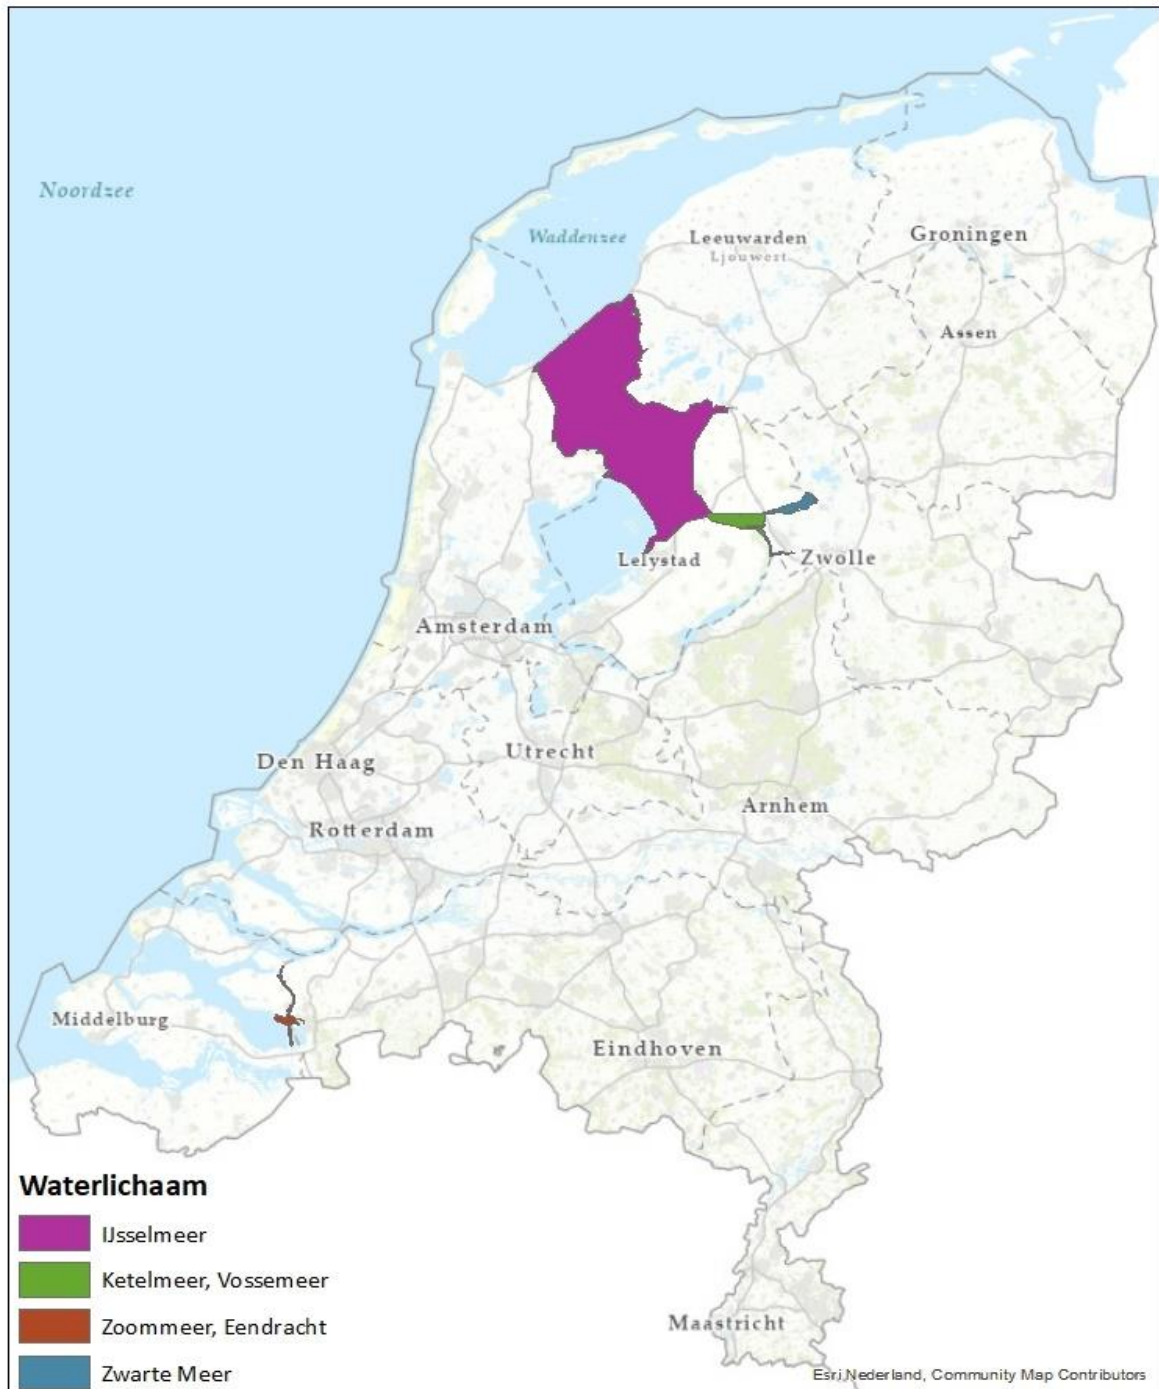 Noordzee
Waddenzee
Leeuwarden
Ljouwert
Groningen
Assen
Lelystad
Zwolle
Amsterdam
Utrecht
Den Haag
Arnhem
Rotterdam
Middelburg
Eindhoven
Maastricht
Waterlichaam
IJsselmeer
Ketelmeer, Vossemeer
Zoommeer, Eendracht
Zwarte Meer
Esri Nederland, Community Map Contributors